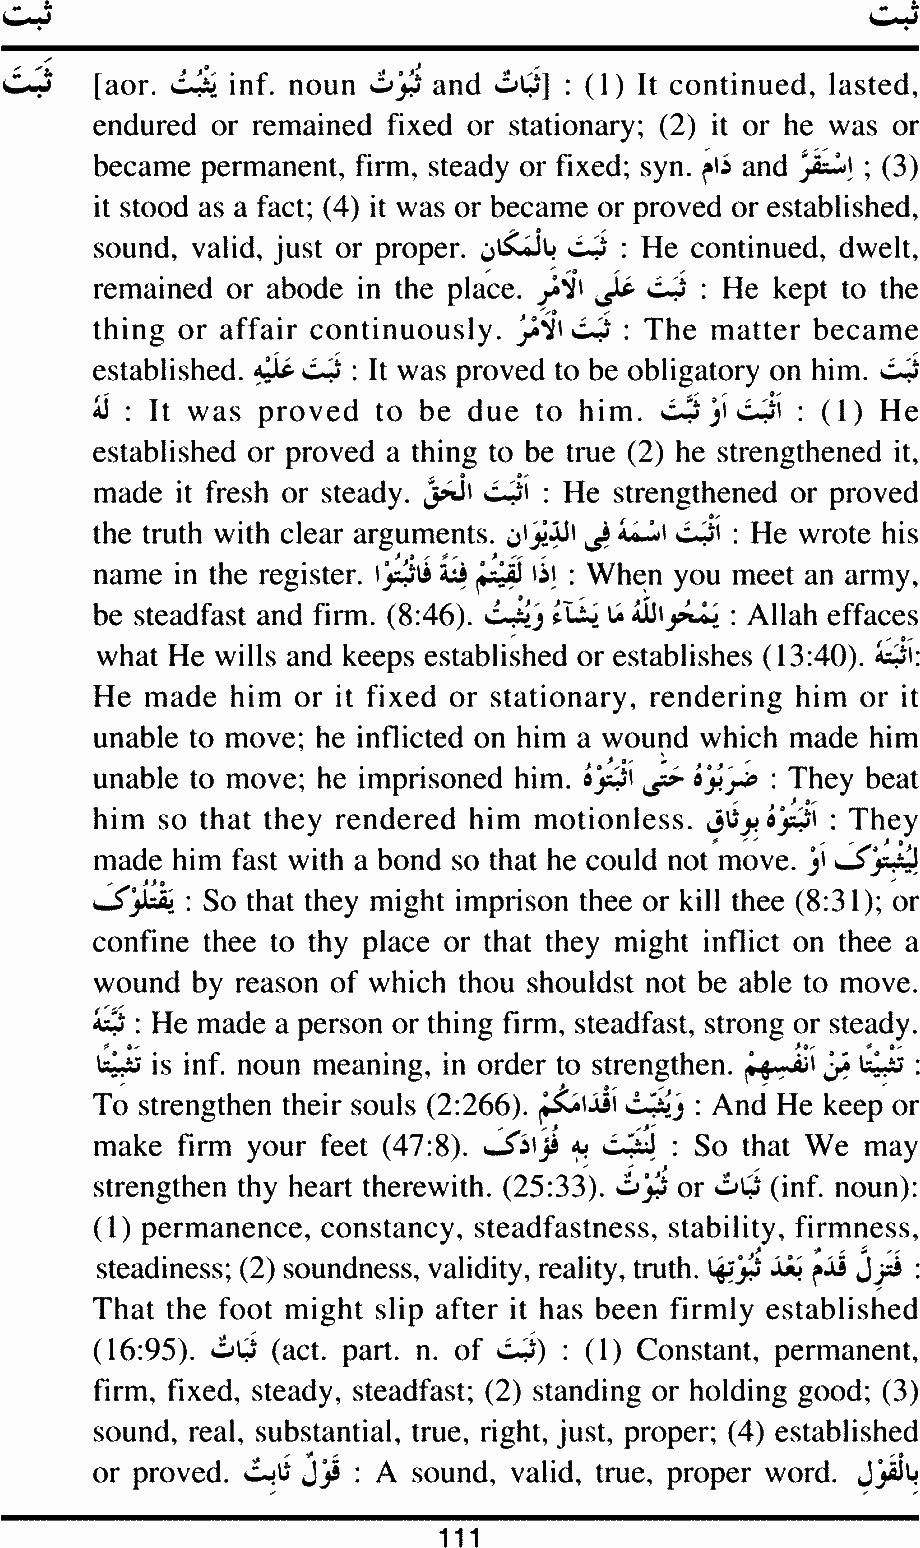 ثبت ثبت
ثَبَتَ [aor. يَثْبُتُ inf. noun ثُبُوْتٌ and ثَبَاتٌ] : (1) It continued, lasted,
endured or remained fixed or stationary; (2) it or he was or
became permanent, firm, steady or fixed; syn. دَامَ and اِسْتَقَرَّ ; (3)
it stood as a fact; (4) it was or became or proved or established,
sound, valid, just or proper. ثَبَتَ بِالْمَكَانِ : He continued, dwelt,
remained or abode in the place. ثَبَتَ عَلَى الْاَمْرِ : He kept to the
thing or affair continuously. ثَبَتَ الْاَمْرُ : The matter became
established. ثَبَتَ عَلَيْهِ : It was proved to be obligatory on him. ثَبَتَ
لَهُ : It was proved to be due to him. اَثْبَتَ اَوْ ثَبَّتَ : (1) He
established or proved a thing to be true (2) he strengthened it,
made it fresh or steady. اَثْبَتَ الْحَقَّ : He strengthened or proved
the truth with clear arguments. اَثْبَتَ اسْمَهٗ فِى الدِّيْوَانِ : He wrote his
name in the register. اِذَا لَقِيْتُمْ فِئَةً فَاثْبُتُوْا : When you meet an army,
be steadfast and firm. (8:46). يَمْحُوا اللّٰهُ مَا يَشَآءُ وَيُثْبِتُ : Allah effaces
what He wills and keeps established or establishes (13:40). اَثْبَتَهٗ:
He made him or it fixed or stationary, rendering him or it
unable to move; he inflicted on him a wound which made him
unable to move; he imprisoned him. ضَرَبُوْهُ حَتّٰى اَثْبَتُوْهُ : They beat
him so that they rendered him motionless. اَثْبَتُوْهُ بِوِثَاقٍ : They
made him fast with a bond so that he could not move. لِيُثْبِتُوْكَ اَوْ
يَقْتُلُوْكَ : So that they might imprison thee or kill thee (8:31); or
confine thee to thy place or that they might inflict on thee a
wound by reason of which thou shouldst not be able to move.
ثَبَّتَهٗ : He made a person or thing firm, steadfast, strong or steady.
تَثْبِيْتًا is inf. noun meaning, in order to strengthen. تَثْبِيْتًا مِّنْ اَنْفُسِهِمْ :
To strengthen their souls (2:266). وَيُثَبِّتْ اَقْدَامَكُمْ : And He keep or
make firm your feet (47:8). لِنُثَبِّتَ بِهٖ فُؤَادَكَ : So that We may
strengthen thy heart therewith. (25:33). ثُبُوْتٌ or ثَبَاتٌ (inf. noun):
(1) permanence, constancy, steadfastness, stability, firmness,
steadiness; (2) soundness, validity, reality, truth. فَتَزِلَّ قَدَمٌ بَعْدَ ثُبُوْتِهَا :
That the foot might slip after it has been firmly established
(16:95). ثَبَاتٌ (act. part. n. of ثَبَتَ) : (1) Constant, permanent,
firm, fixed, steady, steadfast; (2) standing or holding good; (3)
sound, real, substantial, true, right, just, proper; (4) established
or proved. قَوْلٌ ثَابِتٌ : A sound, valid, true, proper word. بِالْقَوْلِ
111